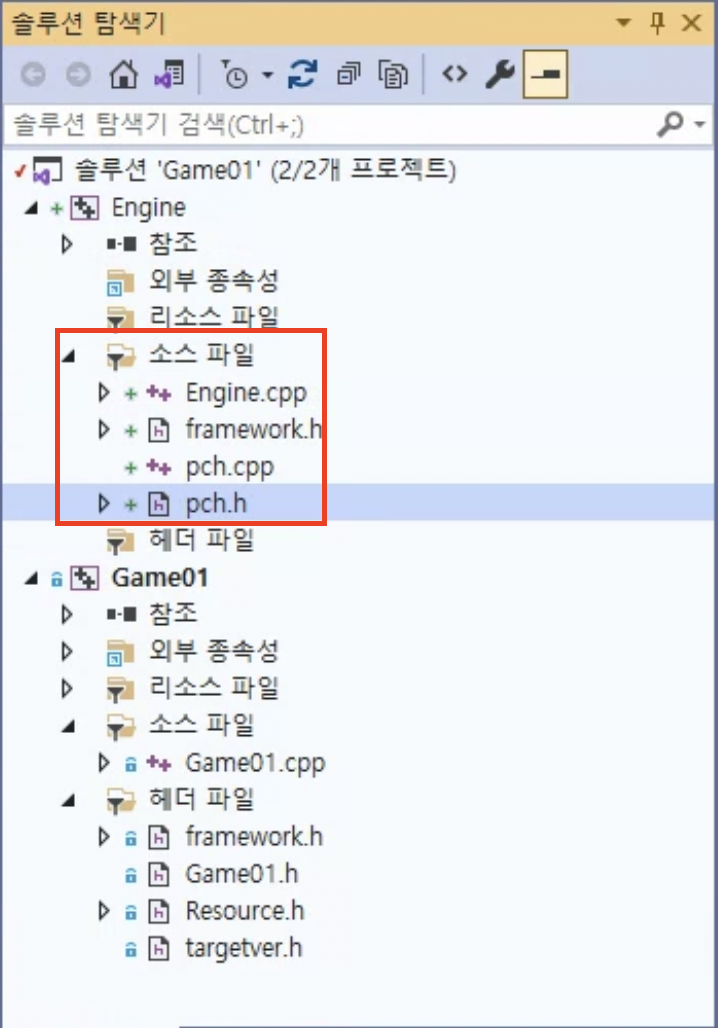 솔루션 탐색기
솔루션 탐색기 검색(Ctrl+;)
솔루션 'Game01' (2/2개 프로젝트)
Engine
참조
외부 종속성
리소스 파일
소스 파일
Engine.cpp
framework.h
pch.cpp
pch.h
헤더 파일
Game01
참조
외부 종속성
리소스 파일
소스 파일
Game01.cpp
헤더 파일
framework.h
Game01.h
Resource.h
targetver.h